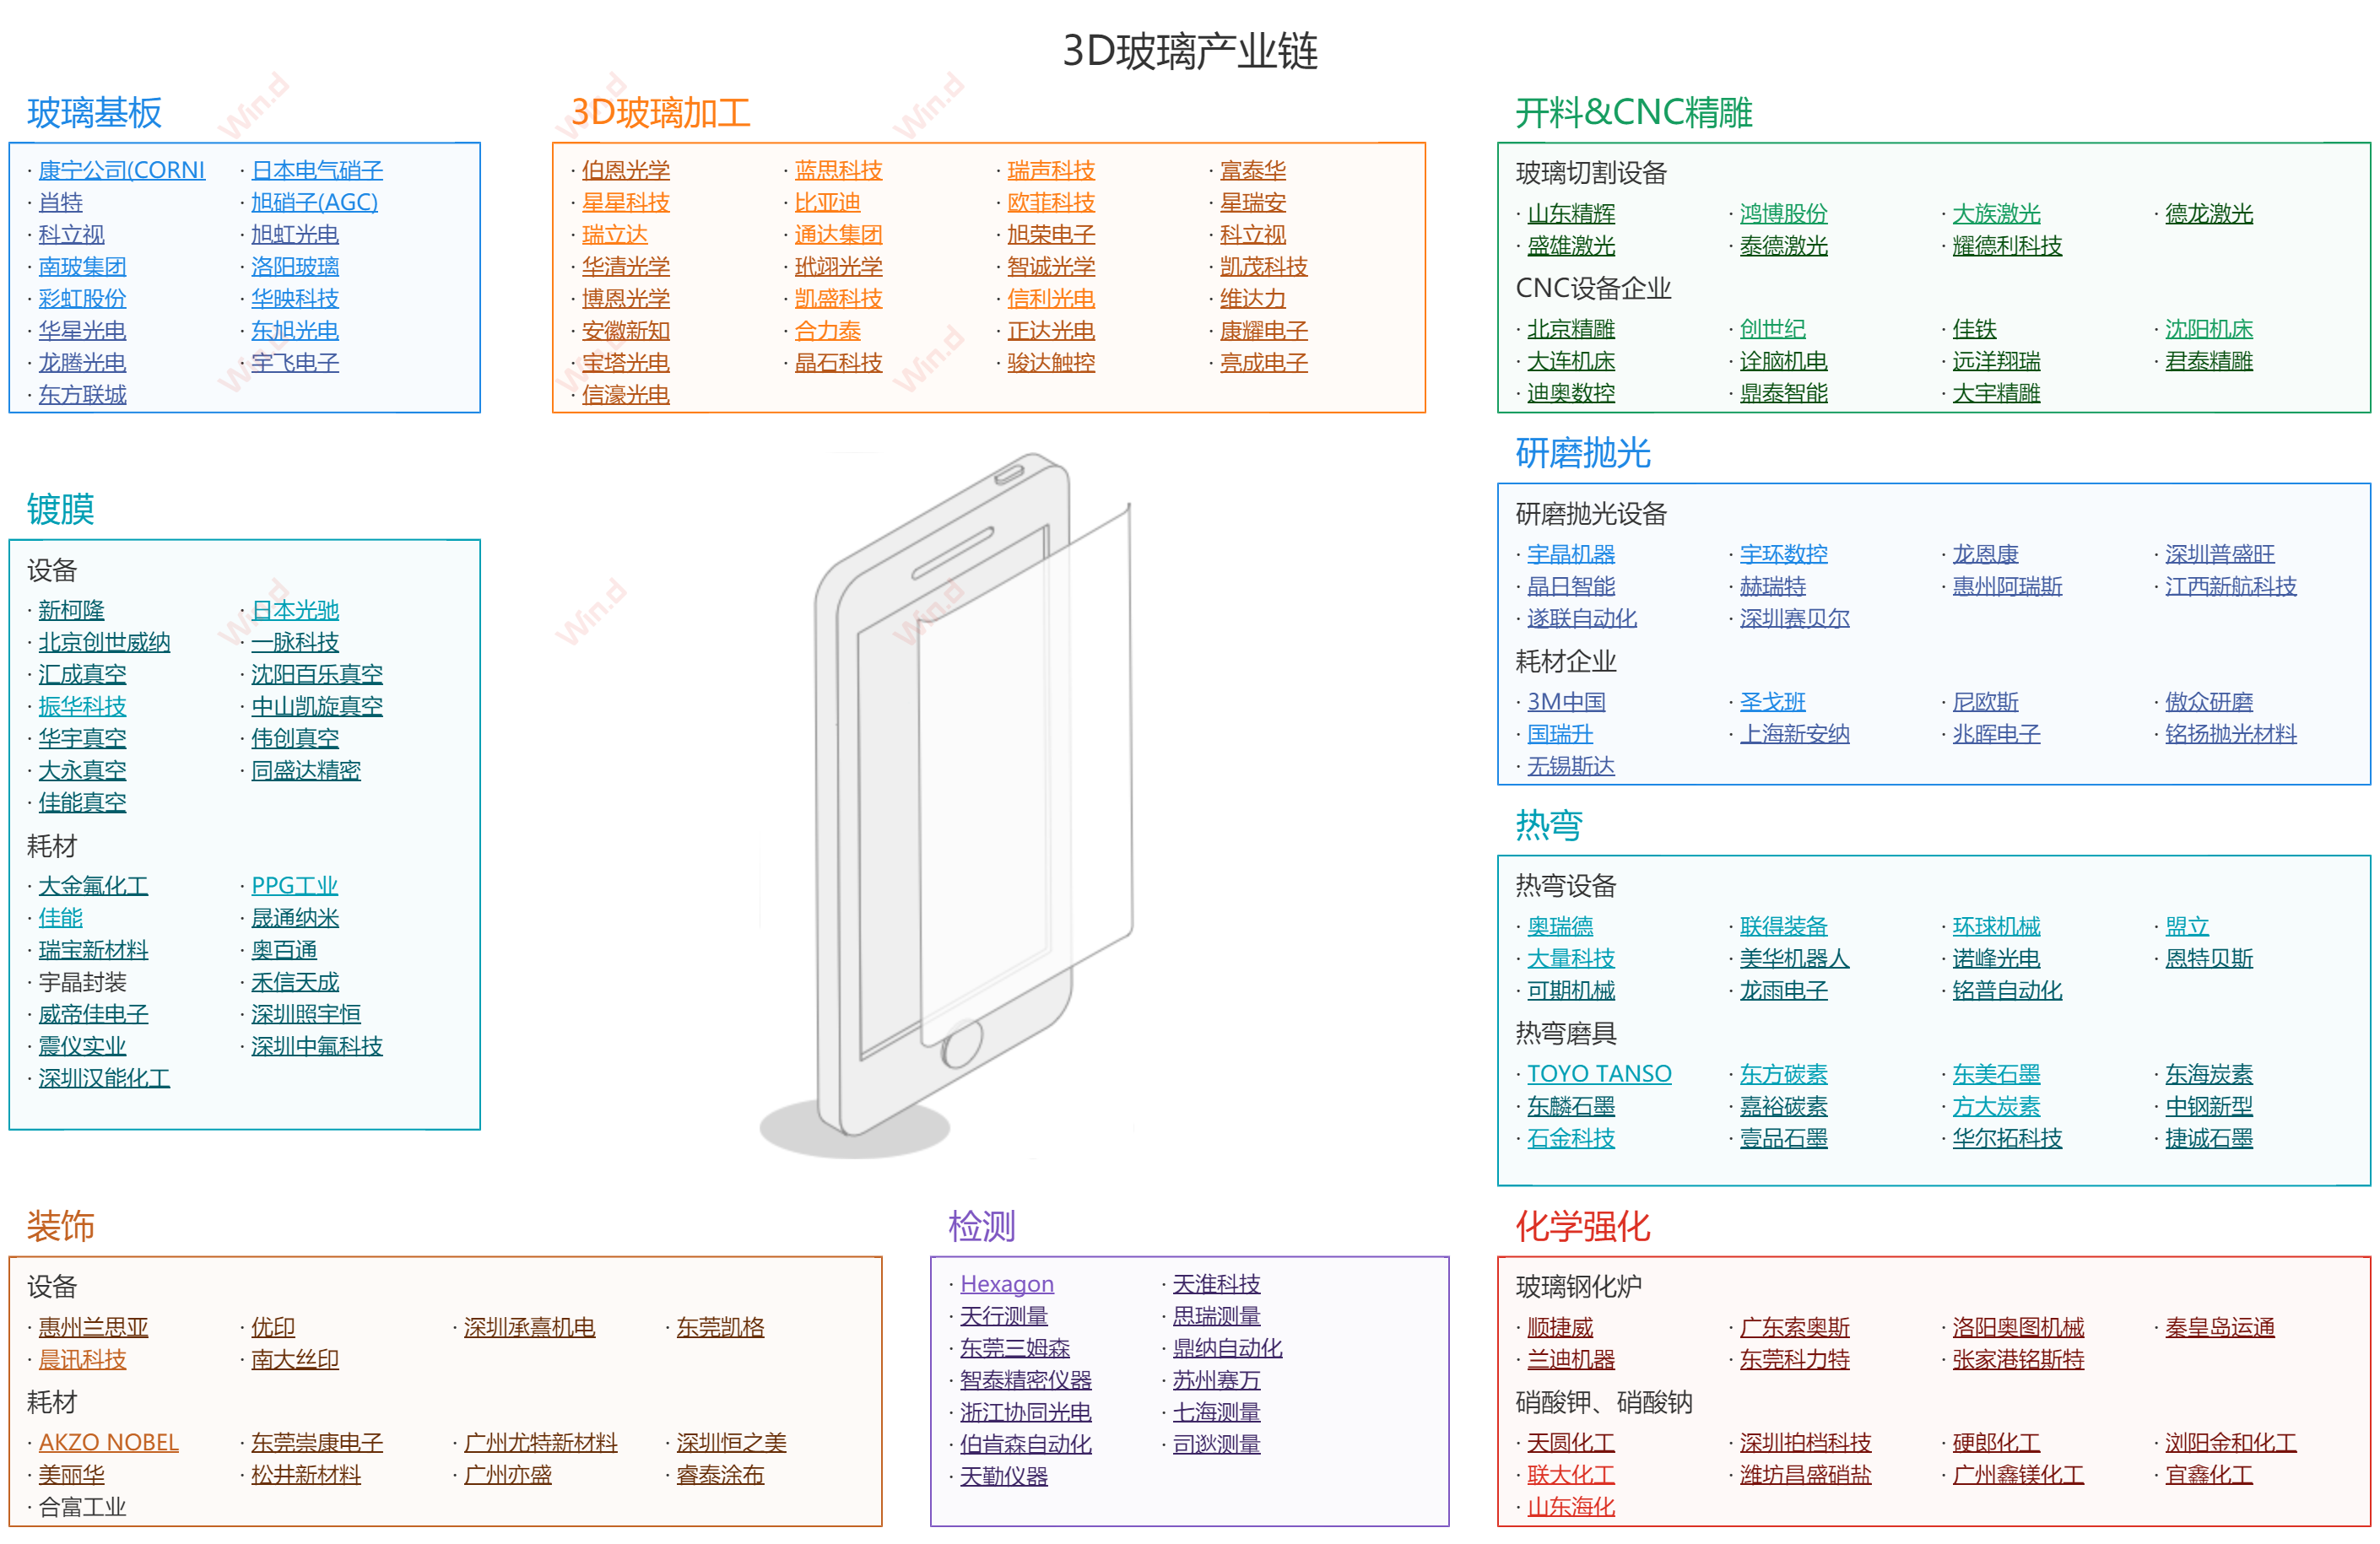 3D玻璃产业链
玻璃基板
· 康宁公司(CORNI · 日本电气硝子
· 肖特 · 旭硝子(AGC)
· 科立视 · 旭虹光电
· 南玻集团 · 洛阳玻璃
· 彩虹股份 · 华映科技
· 华星光电 · 东旭光电
· 龙腾光电 · 宇飞电子
· 东方联城
3D玻璃加工
· 伯恩光学 · 蓝思科技 · 瑞声科技 · 富泰华
· 星星科技 · 比亚迪 · 欧菲科技 · 星瑞安
· 瑞立达 · 通达集团 · 旭荣电子 · 科立视
· 华清光学 · 玳翊光学 · 智诚光学 · 凯茂科技
· 博恩光学 · 凯盛科技 · 信利光电 · 维达力
· 安徽新知 · 合力泰 · 正达光电 · 康耀电子
· 宝塔光电 · 晶石科技 · 骏达触控 · 亮成电子
· 信濠光电
开料&CNC精雕
玻璃切割设备
· 山东精辉 · 鸿博股份 · 大族激光 · 德龙激光
· 盛雄激光 · 泰德激光 · 耀德利科技
CNC设备企业
· 北京精雕 · 创世纪 · 佳铁 · 沈阳机床
· 大连机床 · 诠脑机电 · 远洋翔瑞 · 君泰精雕
· 迪奥数控 · 鼎泰智能 · 大宇精雕
研磨抛光
研磨抛光设备
· 宇晶机器 · 宇环数控 · 龙恩康 · 深圳普盛旺
· 晶日智能 · 赫瑞特 · 惠州阿瑞斯 · 江西新航科技
· 遂联自动化 · 深圳赛贝尔
耗材企业
· 3M中国 · 圣戈班 · 尼欧斯 · 傲众研磨
· 国瑞升 · 上海新安纳 · 兆晖电子 · 铭扬抛光材料
· 无锡斯达
镀膜
设备
· 新柯隆 · 日本光驰
· 北京创世威纳 · 一脉科技
· 汇成真空 · 沈阳百乐真空
· 振华科技 · 中山凯旋真空
· 华宇真空 · 伟创真空
· 大永真空 · 同盛达精密
· 佳能真空
耗材
· 大金氟化工 · PPG工业
· 佳能 · 晟通纳米
· 瑞宝新材料 · 奥百通
· 宇晶封装 · 禾信天成
· 威帝佳电子 · 深圳照宇恒
· 震仪实业 · 深圳中氟科技
· 深圳汉能化工
热弯
热弯设备
· 奥瑞德 · 联得装备 · 环球机械 · 盟立
· 大量科技 · 美华机器人 · 诺峰光电 · 恩特贝斯
· 可期机械 · 龙雨电子 · 铭普自动化
热弯磨具
· TOYO TANSO · 东方碳素 · 东美石墨 · 东海炭素
· 东麟石墨 · 嘉裕碳素 · 方大炭素 · 中钢新型
· 石金科技 · 壹品石墨 · 华尔拓科技 · 捷诚石墨
装饰
设备
· 惠州兰思亚 · 优印 · 深圳承熹机电 · 东莞凯格
· 晨讯科技 · 南大丝印
耗材
· AKZO NOBEL · 东莞崇康电子 · 广州尤特新材料 · 深圳恒之美
· 美丽华 · 松井新材料 · 广州亦盛 · 睿泰涂布
· 合富工业
检测
· Hexagon · 天淮科技
· 天行测量 · 思瑞测量
· 东莞三姆森 · 鼎纳自动化
· 智泰精密仪器 · 苏州赛万
· 浙江协同光电 · 七海测量
· 伯肯森自动化 · 司逖测量
· 天勤仪器
化学强化
玻璃钢化炉
· 顺捷威 · 广东索奥斯 · 洛阳奥图机械 · 秦皇岛运通
· 兰迪机器 · 东莞科力特 · 张家港铭斯特
硝酸钾、硝酸钠
· 天圆化工 · 深圳拍档科技 · 硬郎化工 · 浏阳金和化工
· 联大化工 · 潍坊昌盛硝盐 · 广州鑫镁化工 · 宜鑫化工
· 山东海化
Win.d
Win.d
Win.d
Win.d
Win.d
Win.d
Win.d
Win.d
Win.d